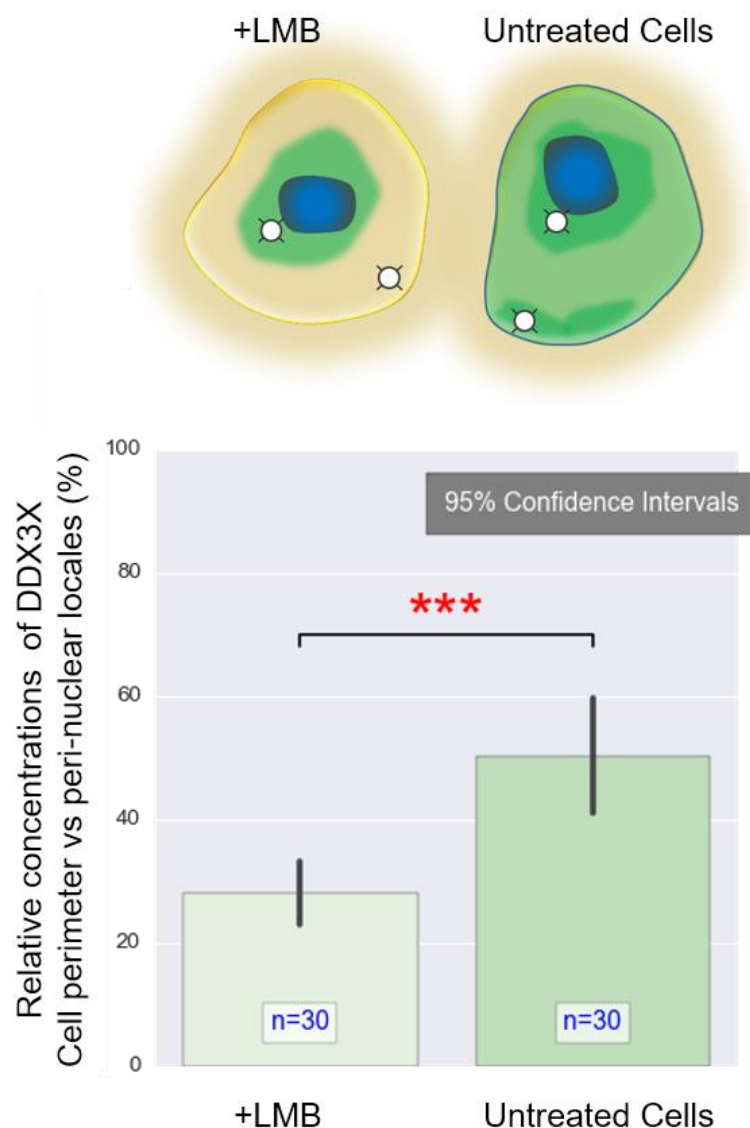 +LMB
Untreated Cells
Relative concentrations of DDX3X
Cell perimeter vs peri-nuclear locales (%)
100
80
60
40
20
0
95% Confidence Intervals
***
n=30
n=30
+LMB
Untreated Cells